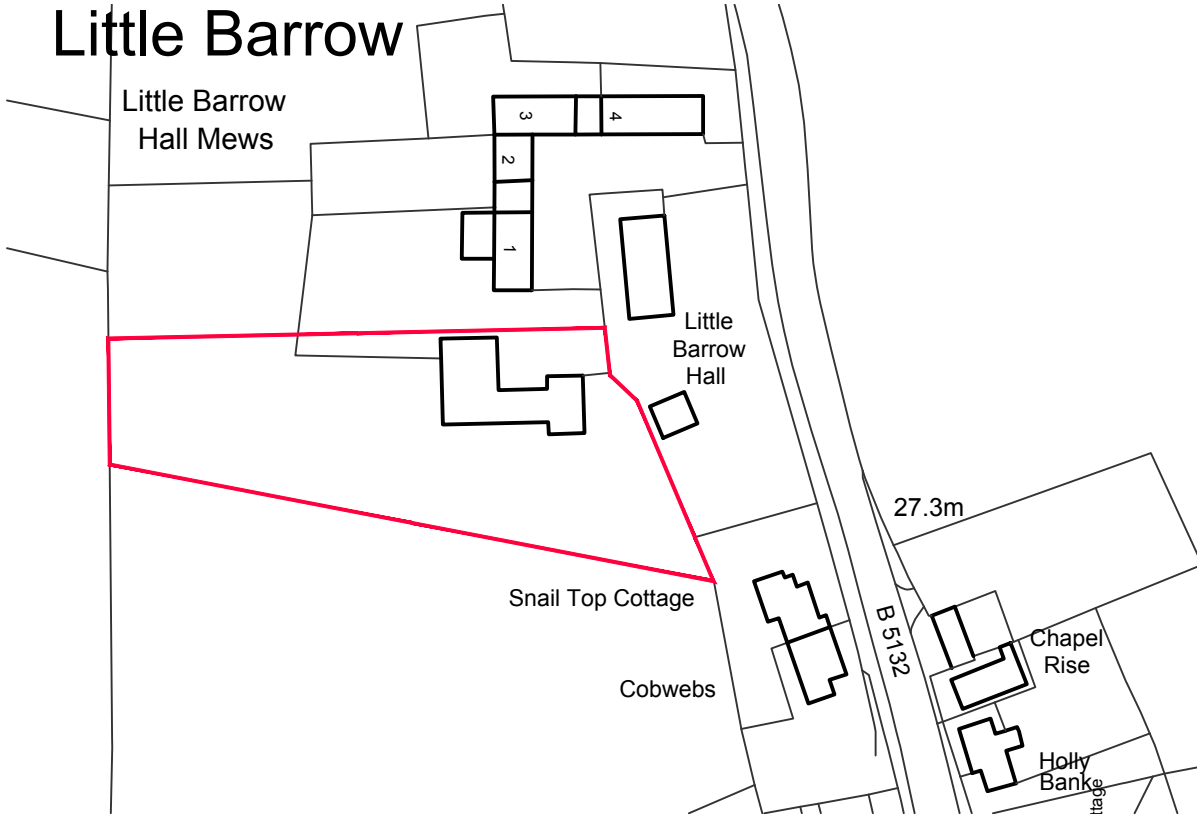 Little Barrow
Little Barrow
Hall Mews
3
4
2
1
Little
Barrow
Hall
27.3m
Snail Top Cottage
B 5132
Chapel
Rise
Cobwebs
Holly
Bank
ttage